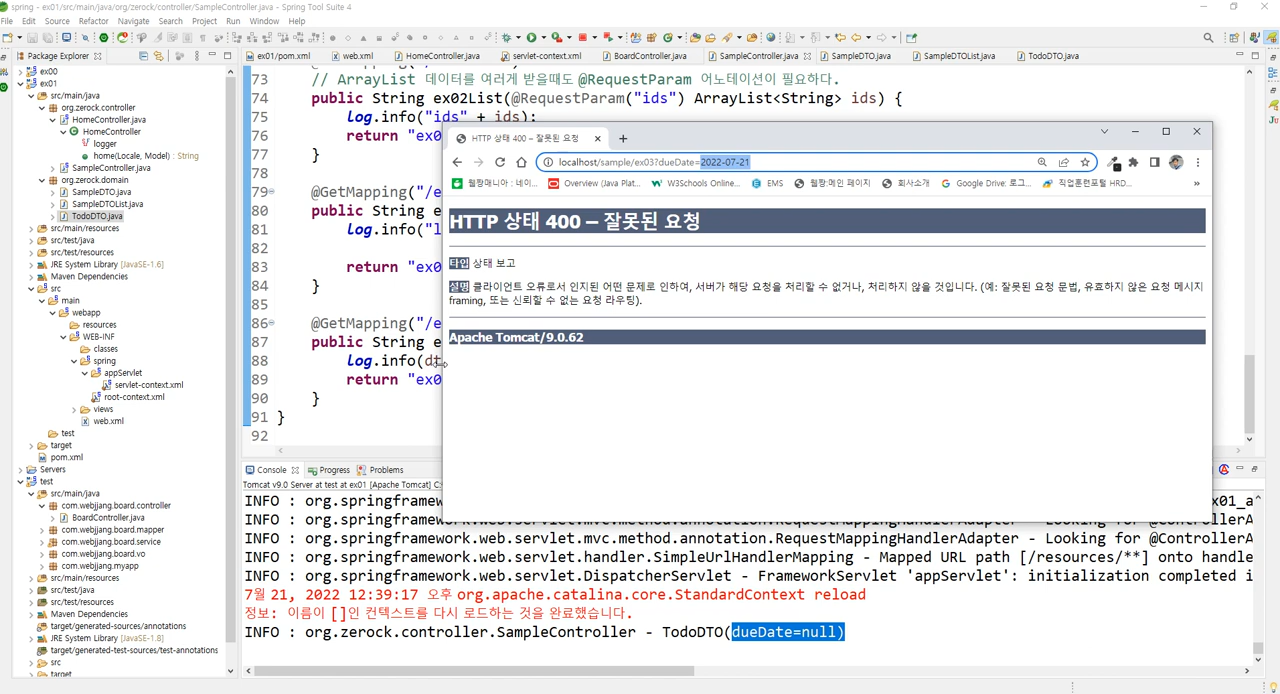 spring - ex01/src/main/java/org/zerock/controller/SampleController.java - Spring Tool Suite 4
File Edit Source Refactor Navigate Search Project Run Window Help
Package Explorer
ex01/pom.xml web.xml HomeController.java servlet-context.xml BoardController.java SampleController.java SampleDTO.java SampleDTOList.java TodoDTO.java
ex00
ex01
src/main/java
org.zerock.controller
HomeController.java
HomeController
logger
home(Locale, Model) : String
SampleController.java
org.zerock.domain
SampleDTO.java
SampleDTOList.java
TodoDTO.java
src/main/resources
src/test/java
src/test/resources
JRE System Library [JavaSE-1.6]
Maven Dependencies
src
main
webapp
resources
WEB-INF
classes
spring
appServlet
servlet-context.xml
root-context.xml
views
web.xml
test
target
pom.xml
Servers
test
src/main/java
com.webjjang.board.controller
BoardController.java
com.webjjang.board.mapper
com.webjjang.board.service
com.webjjang.board.vo
com.webjjang.myapp
src/main/resources
src/test/java
src/test/resources
Maven Dependencies
target/generated-sources/annotations
JRE System Library [JavaSE-1.8]
target/generated-test-sources/test-annotations
src
target
73 // ArrayList 데이터를 여러게 받을때도 @RequestParam 어노테이션이 필요하다.
74 public String ex02List(@RequestParam("ids") ArrayList<String> ids) {
75 log.info("ids" + ids);
76 return "ex0
77 }
78
79 @GetMapping("/e
80 public String e
81 log.info("l
82
83 return "ex0
84 }
85
86 @GetMapping("/e
87 public String e
88 log.info(dt
89 return "ex0
90 }
91 }
92
HTTP 상태 400 – 잘못된 요청
localhost/sample/ex03?dueDate=2022-07-21
웹짱매니아 : 네이... Overview (Java Plat... W3Schools Online... EMS 웹짱:메인 페이지 회사소개 Google Drive: 로그... 직업훈련포털 HRD... »
HTTP 상태 400 – 잘못된 요청
타입 상태 보고
설명 클라이언트 오류로서 인지된 어떤 문제로 인하여, 서버가 해당 요청을 처리할 수 없거나, 처리하지 않을 것입니다. (예: 잘못된 요청 문법, 유효하지 않은 요청 메시지
framing, 또는 신뢰할 수 없는 요청 라우팅).
Apache Tomcat/9.0.62
Console Progress Problems
Tomcat v9.0 Server at test at ex01 [Apache Tomcat] C:
INFO : org.springframew ex01_a
INFO : org.springframework.web.servlet.mvc.method.annotation.RequestMappingHandlerAdapter - Looking for @ControllerA
INFO : org.springframework.web.servlet.mvc.method.annotation.RequestMappingHandlerAdapter - Looking for @ControllerA
INFO : org.springframework.web.servlet.handler.SimpleUrlHandlerMapping - Mapped URL path [/resources/**] onto handle
INFO : org.springframework.web.servlet.DispatcherServlet - FrameworkServlet 'appServlet': initialization completed i
7월 21, 2022 12:39:17 오후 org.apache.catalina.core.StandardContext reload
정보: 이름이 []인 컨텍스트를 다시 로드하는 것을 완료했습니다.
INFO : org.zerock.controller.SampleController - TodoDTO(dueDate=null)